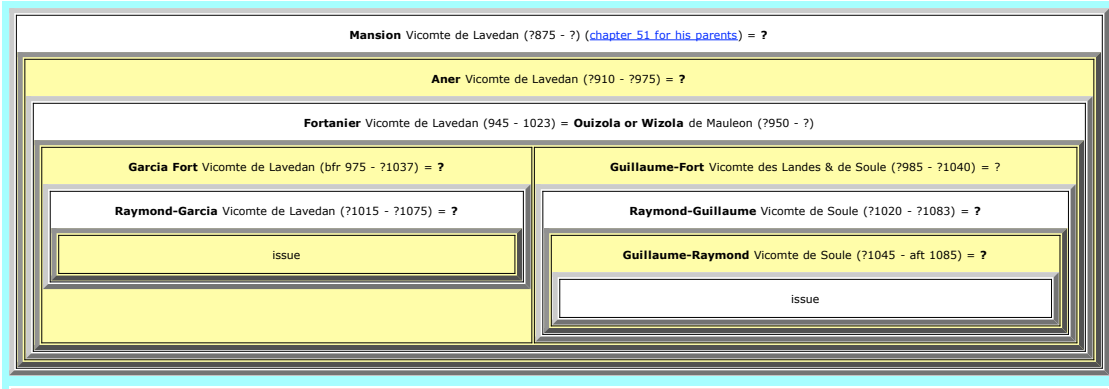 Mansion Vicomte de Lavedan (?875 - ?) (chapter 51 for his parents) = ?
Aner Vicomte de Lavedan (?910 - ?975) = ?
Fortanier Vicomte de Lavedan (945 - 1023) = Ouizola or Wizola de Mauleon (?950 - ?)
Garcia Fort Vicomte de Lavedan (bfr 975 - ?1037) = ?
Raymond-Garcia Vicomte de Lavedan (?1015 - ?1075) = ?
issue
Guillaume-Fort Vicomte des Landes & de Soule (?985 - ?1040) = ?
Raymond-Guillaume Vicomte de Soule (?1020 - ?1083) = ?
Guillaume-Raymond Vicomte de Soule (?1045 - aft 1085) = ?
issue